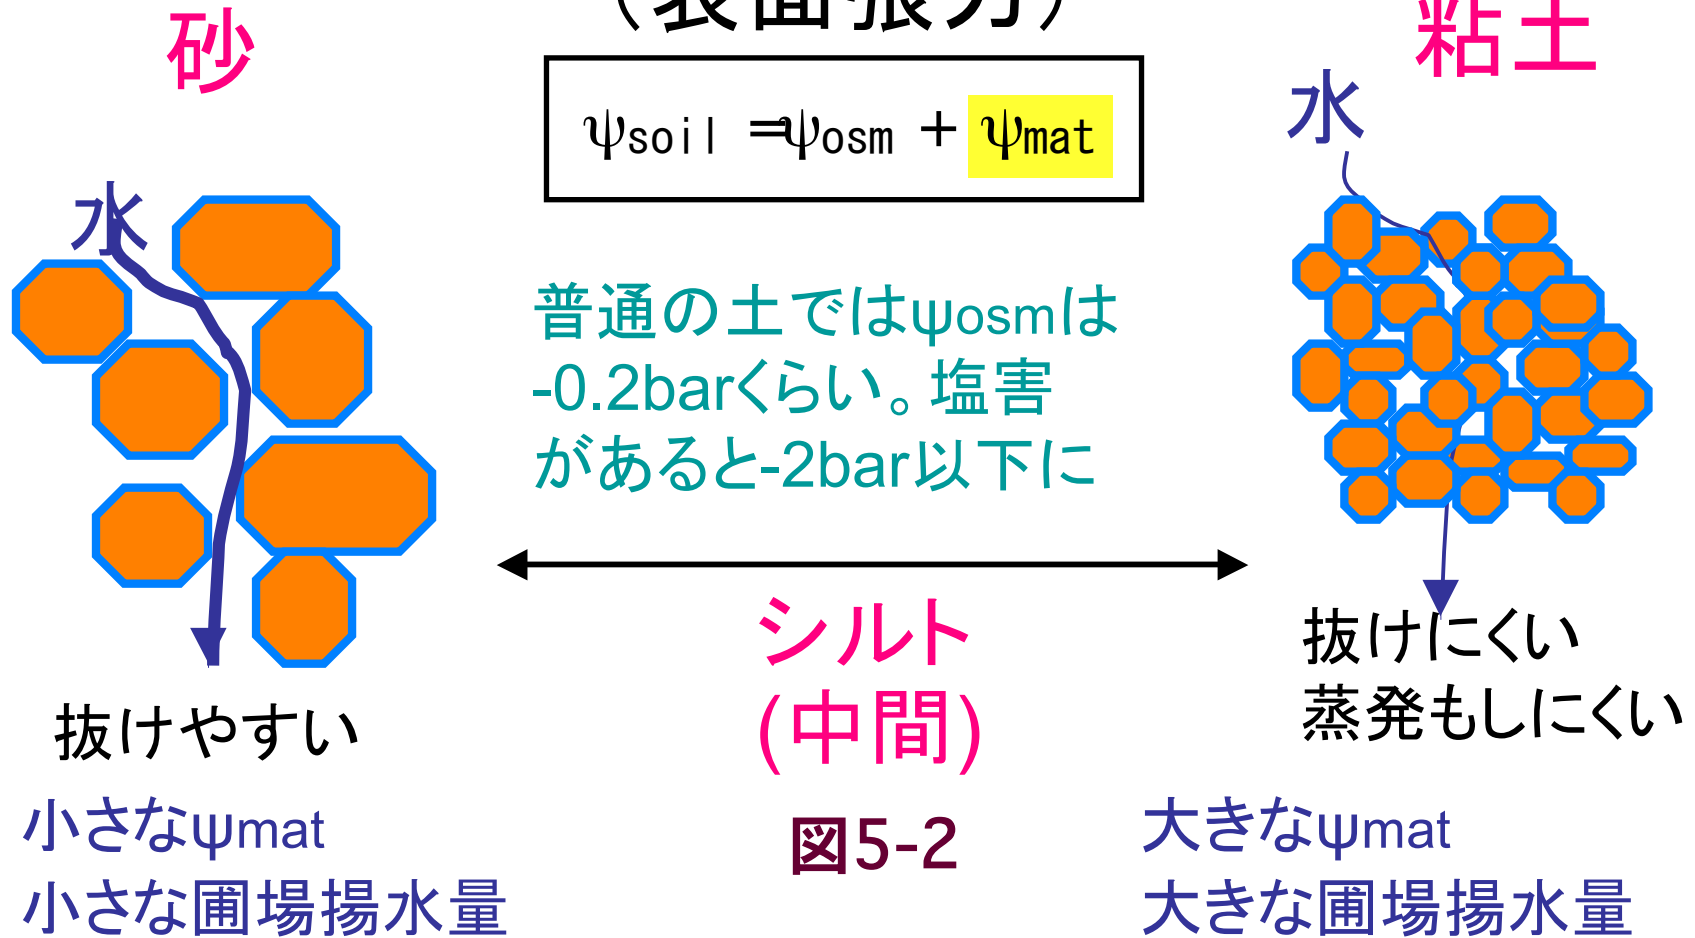 (表面張力)
砂
粘土
ψsoil =ψosm + ψmat
水
水
普通の土ではψosmは
-0.2barくらい。塩害
があると-2bar以下に
シルト
(中間)
抜けやすい
小さなψmat
小さな圃場揚水量
図5-2
抜けにくい
蒸発もしにくい
大きなψmat
大きな圃場揚水量